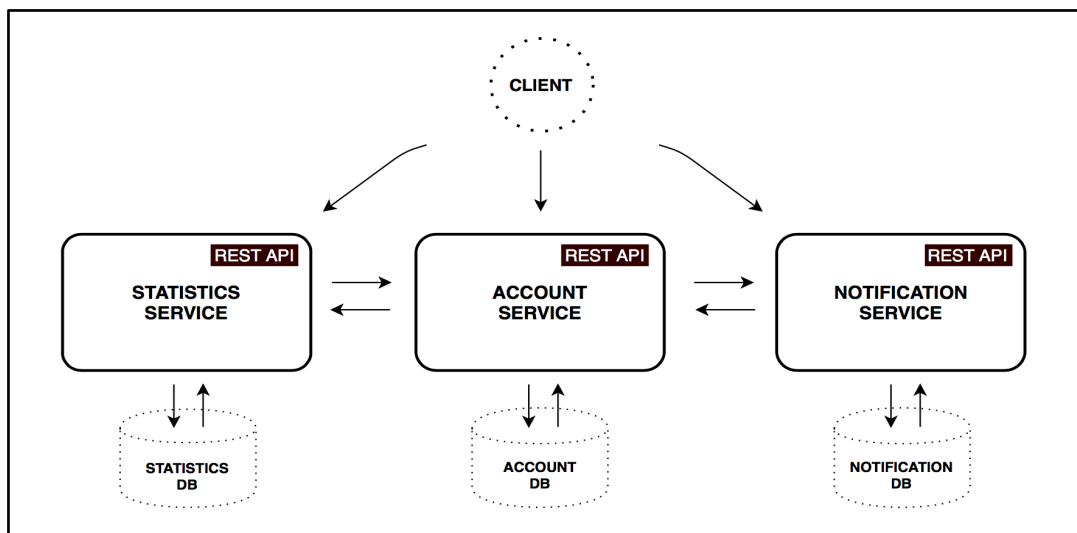 CLIENT
REST API
STATISTICS
SERVICE
REST API
ACCOUNT
SERVICE
REST API
NOTIFICATION
SERVICE
STATISTICS
DB
ACCOUNT
DB
NOTIFICATION
DB